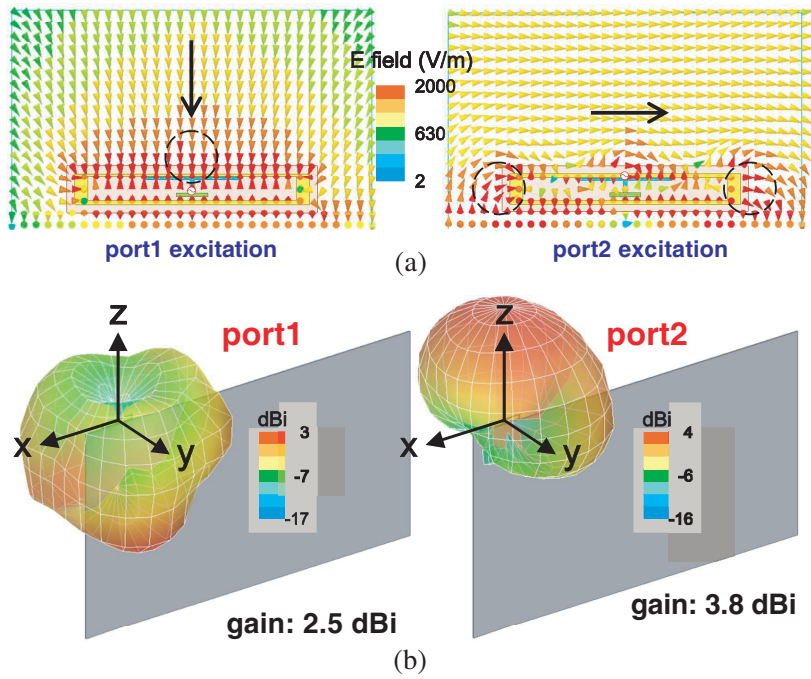 E field (V/m)
2000
630
2
port1 excitation
port2 excitation
(a)
z
x
y
port1
dBi
3
-7
-17
gain: 2.5 dBi
z
x
y
port2
dBi
4
-6
-16
gain: 3.8 dBi
(b)